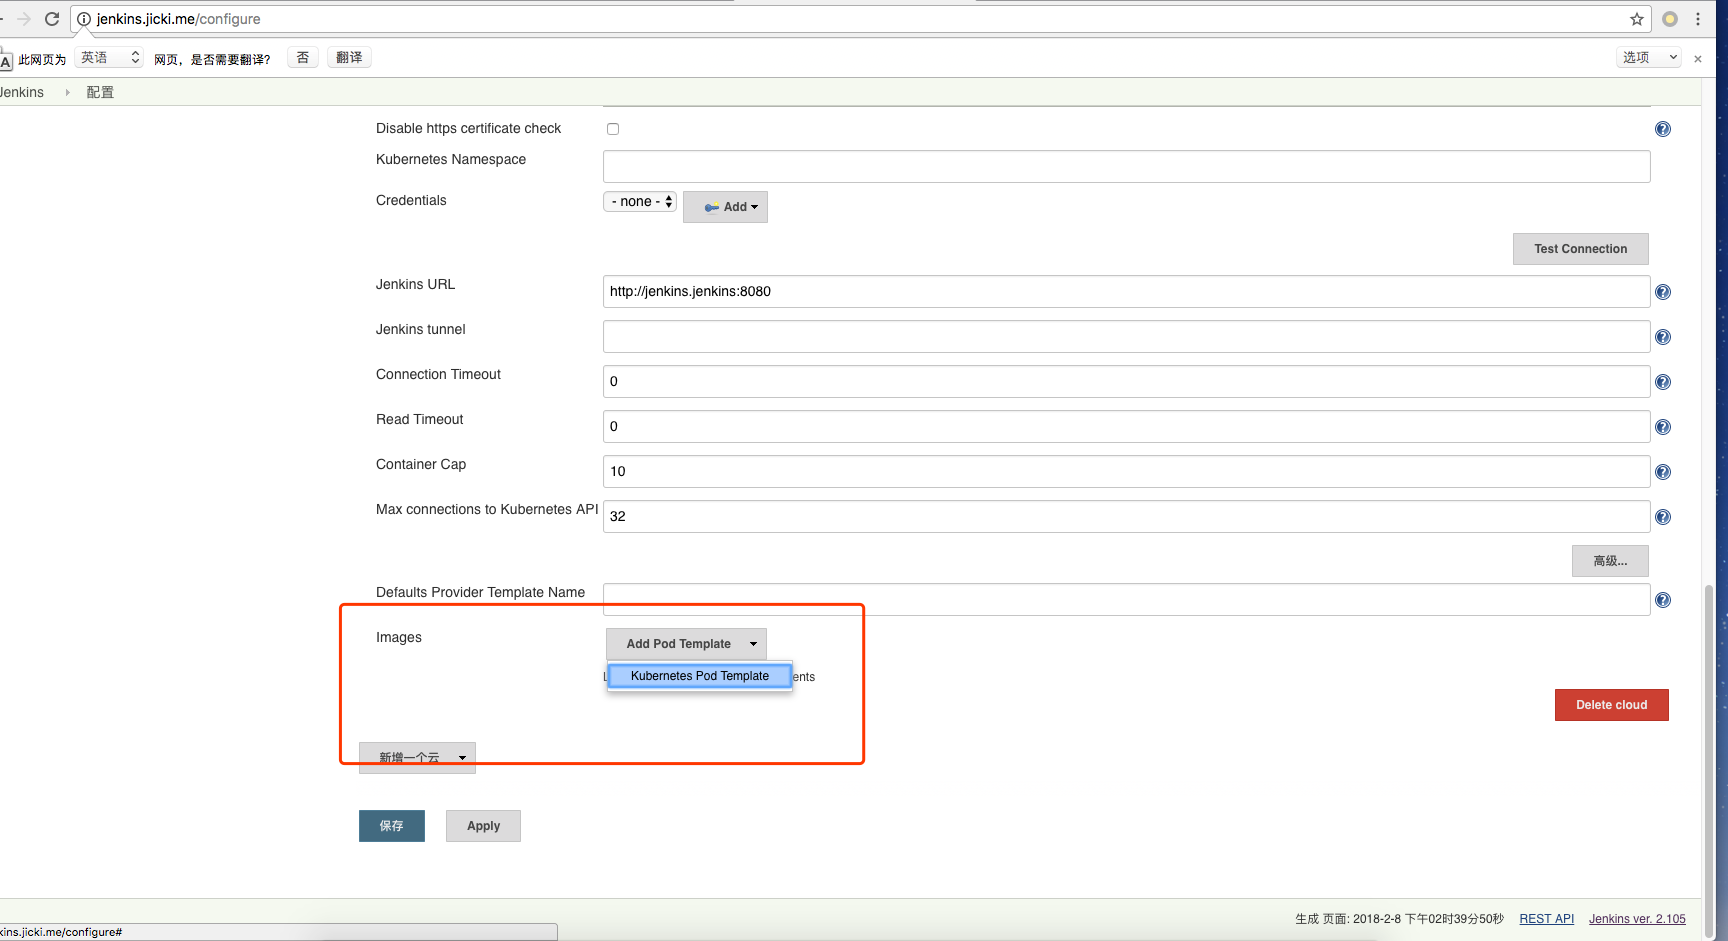 jenkins.jicki.me/configure
A 此网页为 英语 网页，是否需要翻译? 否 翻译 选项 ×
Jenkins 配置
Disable https certificate check
Kubernetes Namespace
Credentials - none - Add
Test Connection
Jenkins URL http://jenkins.jenkins:8080
Jenkins tunnel
Connection Timeout 0
Read Timeout 0
Container Cap 10
Max connections to Kubernetes API 32
高级...
Defaults Provider Template Name
Images Add Pod Template
Kubernetes Pod Template ents
Delete cloud
新增一个云
保存 Apply
生成 页面: 2018-2-8 下午02时39分50秒 REST API Jenkins ver. 2.105
kins.jicki.me/configure#